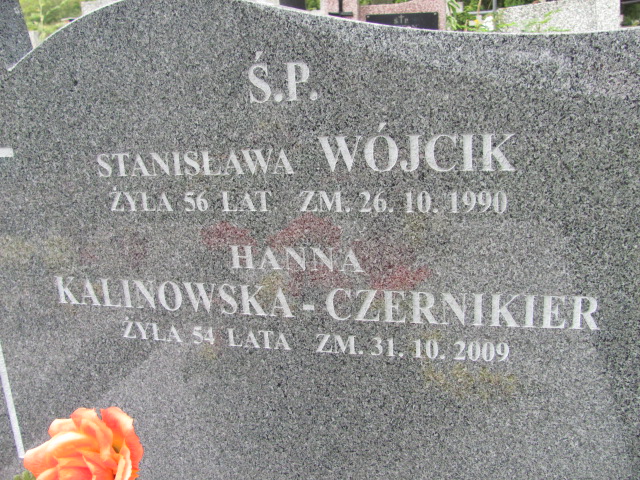 Ś.P.
STANISŁAWA WÓJCIK
ŻYŁA 56 LAT ZM. 26. 10. 1990
HANNA
KALINOWSKA - CZERNIKIER
ŻYŁA 54 LATA ZM. 31. 10. 2009